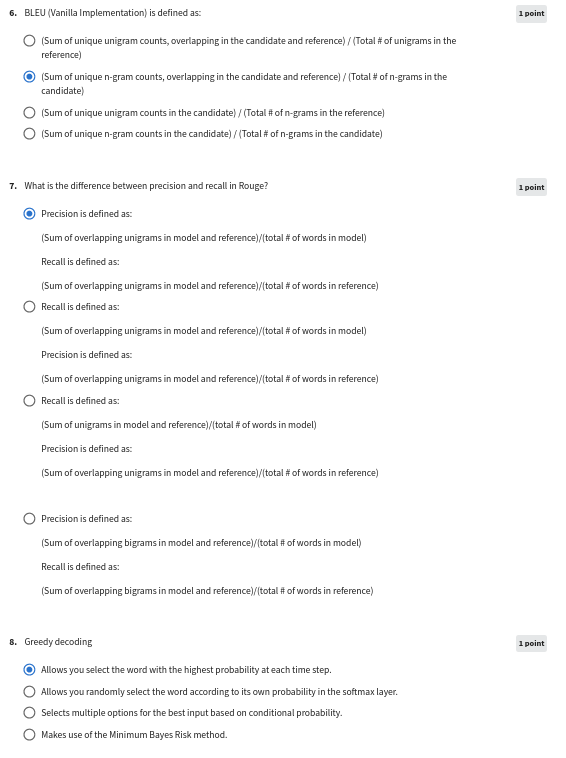 6. BLEU (Vanilla Implementation) is defined as:
1 point
(Sum of unique unigram counts, overlapping in the candidate and reference) / (Total # of unigrams in the
reference)
(Sum of unique n-gram counts, overlapping in the candidate and reference) / (Total # of n-grams in the
candidate)
(Sum of unique unigram counts in the candidate) / (Total # of n-grams in the reference)
(Sum of unique n-gram counts in the candidate) / (Total # of n-grams in the candidate)
7. What is the difference between precision and recall in Rouge?
1 point
Precision is defined as:
(Sum of overlapping unigrams in model and reference)/(total # of words in model)
Recall is defined as:
(Sum of overlapping unigrams in model and reference)/(total # of words in reference)
Recall is defined as:
(Sum of overlapping unigrams in model and reference)/(total # of words in model)
Precision is defined as:
(Sum of overlapping unigrams in model and reference)/(total # of words in reference)
Recall is defined as:
(Sum of unigrams in model and reference)/(total # of words in model)
Precision is defined as:
(Sum of overlapping unigrams in model and reference)/(total # of words in reference)
Precision is defined as:
(Sum of overlapping bigrams in model and reference)/(total # of words in model)
Recall is defined as:
(Sum of overlapping bigrams in model and reference)/(total # of words in reference)
8. Greedy decoding
1 point
Allows you select the word with the highest probability at each time step.
Allows you randomly select the word according to its own probability in the softmax layer.
Selects multiple options for the best input based on conditional probability.
Makes use of the Minimum Bayes Risk method.